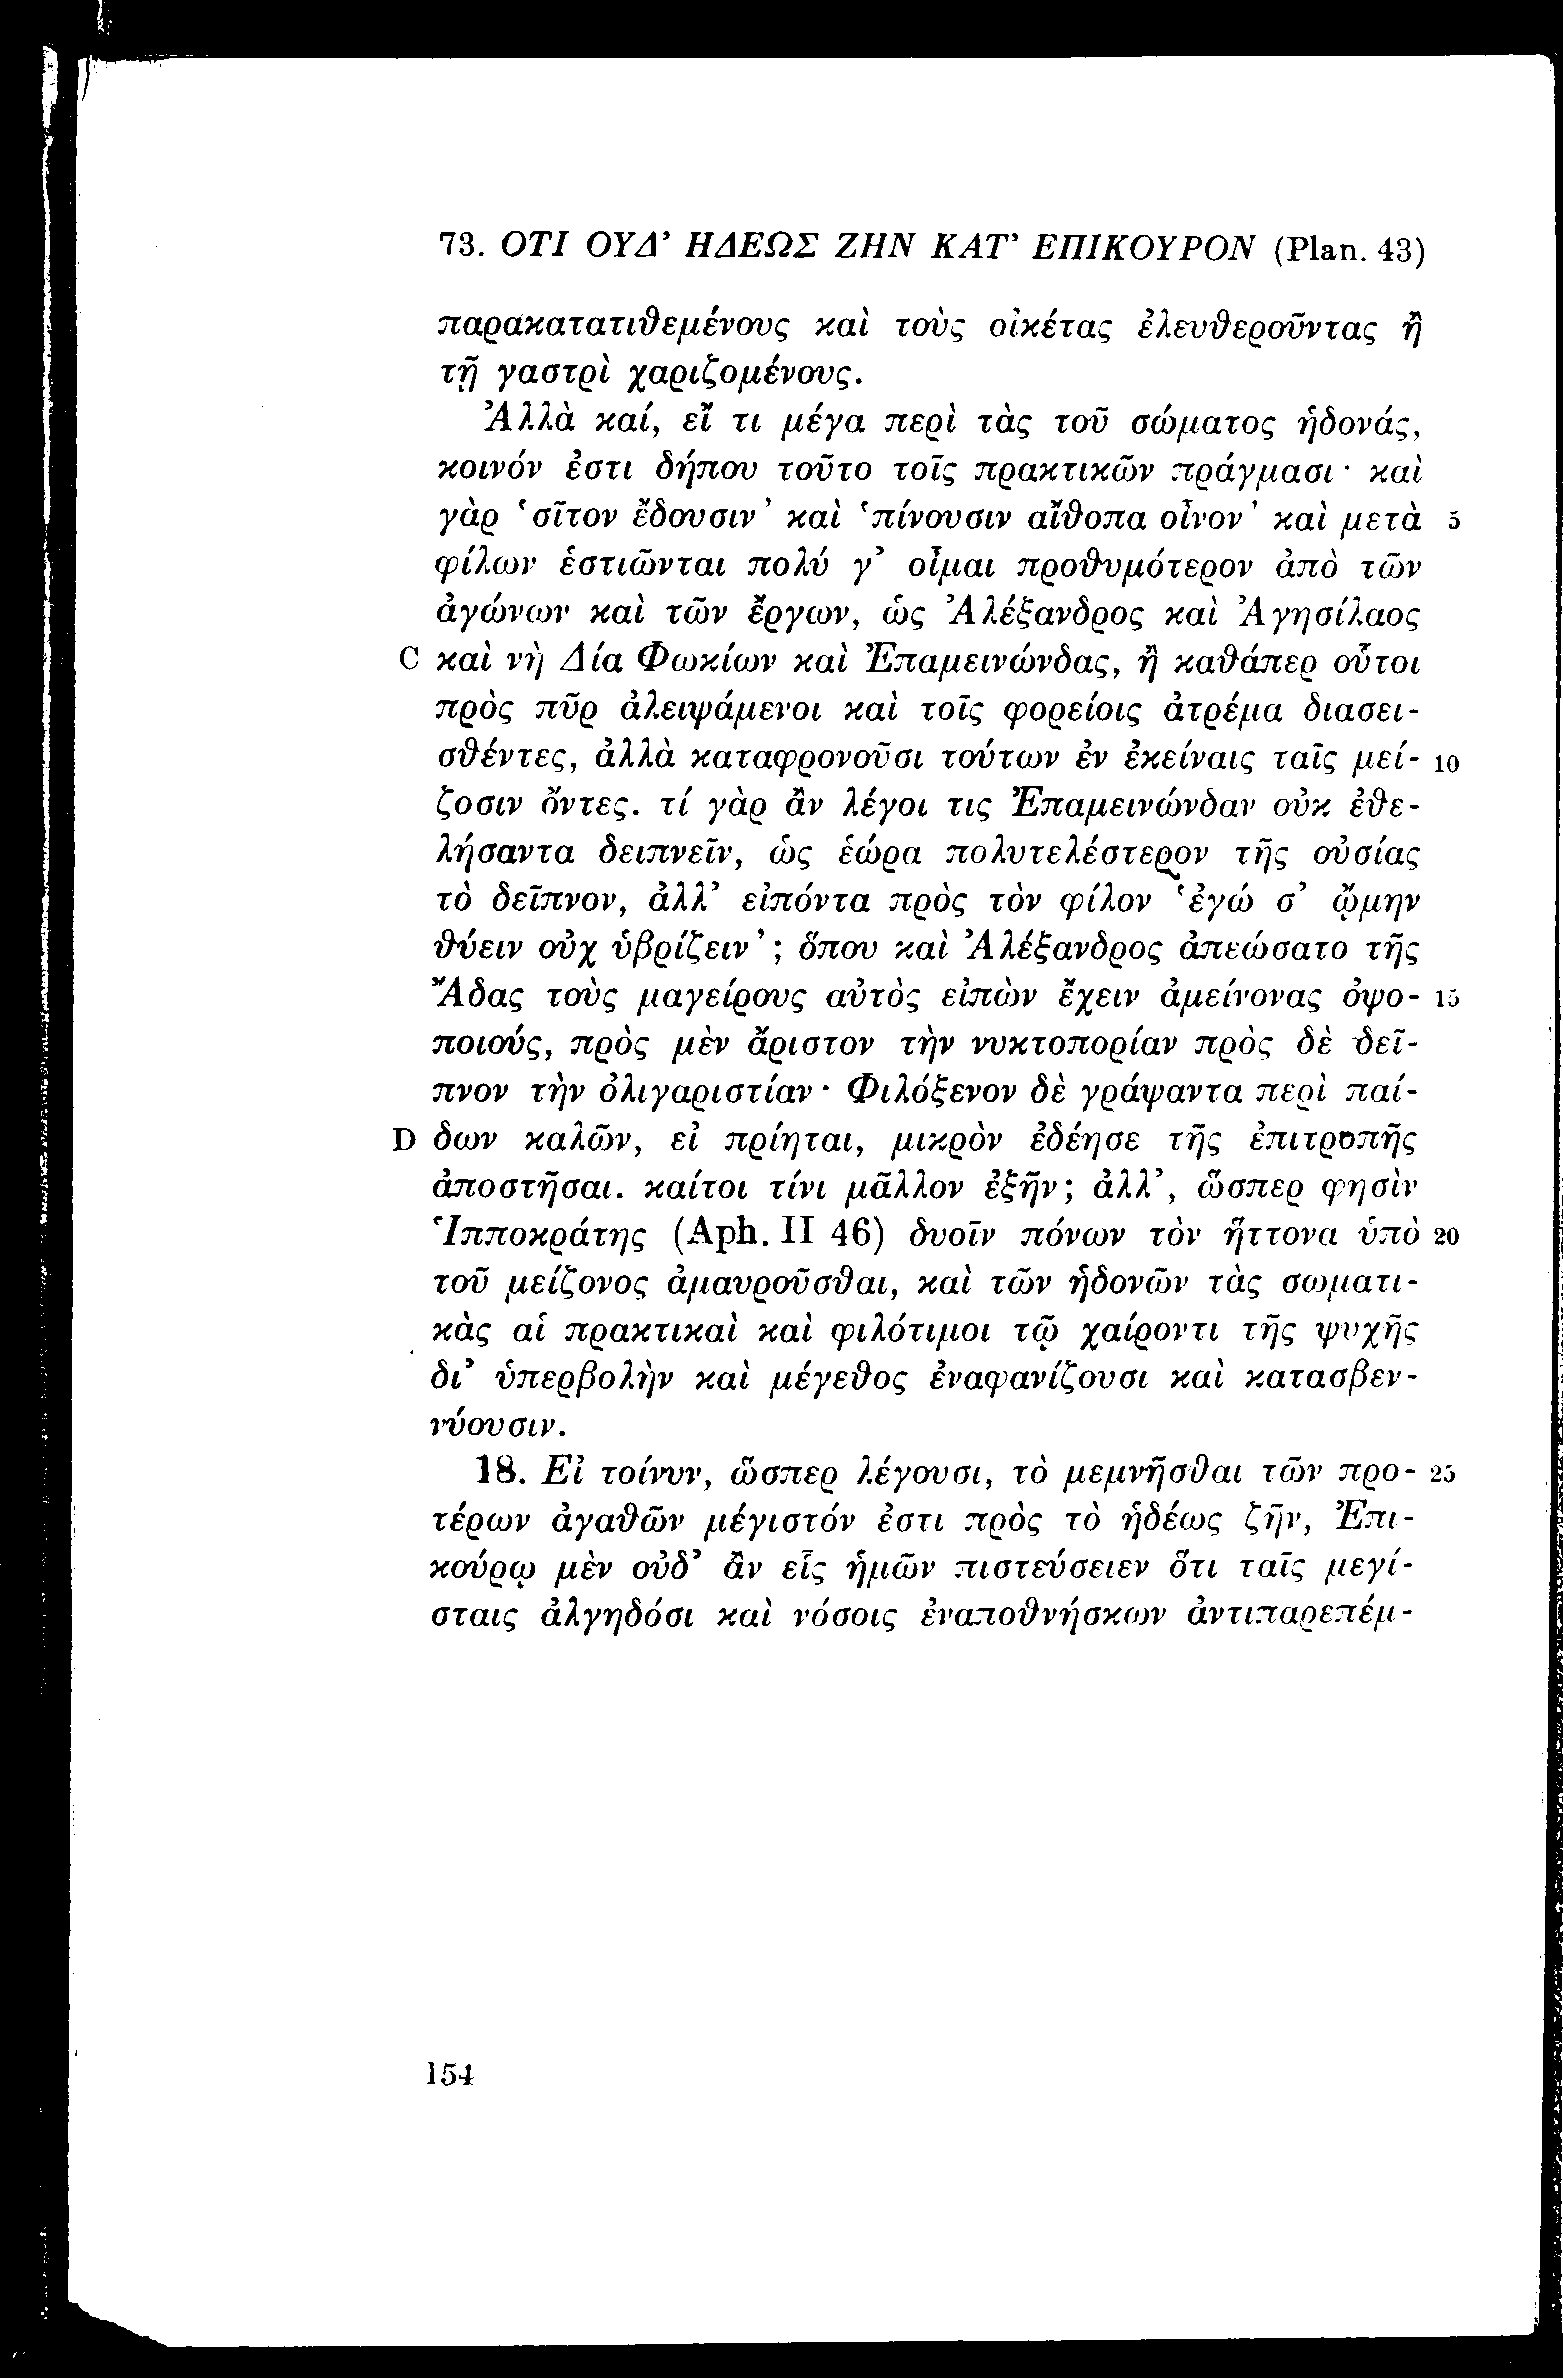 73. ΟΤΙ ΟΥΔ’ ΗΔΕΩΣ ΖΗΝ ΚΑΤ’ ΕΠΙΚΟΥΡΟΝ (Plan. 43)
παρακατατιθεμένους καὶ τοὺς οἰκέτας ἐλευθεροῦντας ἢ
τῇ γαστρὶ χαριζομένους.
Ἀλλὰ καί, εἴ τι μέγα περὶ τὰς τοῦ σώματος ἡδονάς,
κοινόν ἐστι δήπου τοῦτο τοῖς πρακτικῶν πράγμασι· καὶ
γὰρ ‘σῖτον ἔδουσιν’ καὶ ‘πίνουσιν αἴθοπα οἶνον’ καὶ μετὰ 5
φίλων ἑστιῶνται πολύ γ’ οἶμαι προθυμότερον ἀπὸ τῶν
ἀγώνων καὶ τῶν ἔργων, ὡς Ἀλέξανδρος καὶ Ἀγησίλαος
C καὶ νὴ Δία Φωκίων καὶ Ἐπαμεινώνδας, ἢ καθάπερ οὗτοι
πρὸς πῦρ ἀλειψάμενοι καὶ τοῖς φορείοις ἀτρέμα διασει-
σθέντες, ἀλλὰ καταφρονοῦσι τούτων ἐν ἐκείναις ταῖς μεί- 10
ζοσιν ὄντες. τί γὰρ ἂν λέγοι τις Ἐπαμεινώνδαν οὐκ ἐθε-
λήσαντα δειπνεῖν, ὡς ἑώρα πολυτελέστερον τῆς οὐσίας
τὸ δεῖπνον, ἀλλ’ εἰπόντα πρὸς τὸν φίλον ‘ἐγώ σ’ ᾤμην
θύειν οὐχ ὑβρίζειν’; ὅπου καὶ Ἀλέξανδρος ἀπεώσατο τῆς
Ἄδας τοὺς μαγείρους αὐτὸς εἰπὼν ἔχειν ἀμείνονας ὀψο- 15
ποιούς, πρὸς μὲν ἄριστον τὴν νυκτοπορίαν πρὸς δὲ δεῖ-
πνον τὴν ὀλιγαριστίαν· Φιλόξενον δὲ γράψαντα περὶ παί-
D δων καλῶν, εἰ πρίηται, μικρὸν ἐδέησε τῆς ἐπιτροπῆς
ἀποστῆσαι. καίτοι τίνι μᾶλλον ἐξῆν; ἀλλ’, ὥσπερ φησὶν
Ἱπποκράτης (Aph. II 46) δυοῖν πόνων τὸν ἥττονα ὑπὸ 20
τοῦ μείζονος ἀμαυροῦσθαι, καὶ τῶν ἡδονῶν τὰς σωματι-
κὰς αἱ πρακτικαὶ καὶ φιλότιμοι τῷ χαίροντι τῆς ψυχῆς
δι’ ὑπερβολὴν καὶ μέγεθος ἐναφανίζουσι καὶ κατασβεν-
νύουσιν.
18. Εἰ τοίνυν, ὥσπερ λέγουσι, τὸ μεμνῆσθαι τῶν προ- 25
τέρων ἀγαθῶν μέγιστόν ἐστι πρὸς τὸ ἡδέως ζῆν, Ἐπι-
κούρῳ μὲν οὐδ’ ἂν εἷς ἡμῶν πιστεύσειεν ὅτι ταῖς μεγί-
σταις ἀλγηδόσι καὶ νόσοις ἐναποθνήσκων ἀντιπαρεπέμ-
154